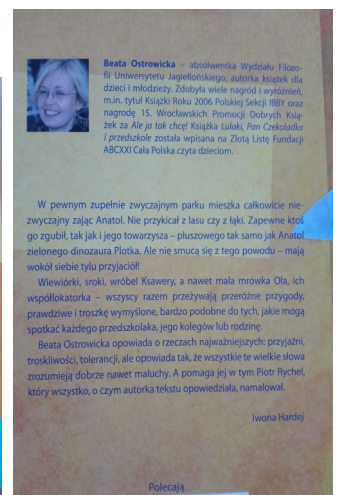 Beata Ostrowicka – absolwentka Wydziału Filozo-
fii Uniwersytetu Jagiellońskiego, autorka książek dla
dzieci i młodzieży. Zdobyła wiele nagród i wyróżnień,
m.in. tytuł Książki Roku 2006 Polskiej Sekcji IBBY oraz
nagrodę 15. Wrocławskich Promocji Dobrych Ksią-
żek za Ale ja tak chcę! Książka Lulaki, Pan Czekoladka
i przedszkole została wpisana na Złotą Listę Fundacji
ABCXXI Cała Polska czyta dzieciom.
W pewnym zupełnie zwyczajnym parku mieszka całkowicie nie-
zwyczajny zając Anatol. Nie przykicał z lasu czy z łąki. Zapewne ktoś
go zgubił, tak jak i jego towarzysza – pluszowego tak samo jak Anatol
zielonego dinozaura Plotka. Ale nie smucą się z tego powodu – mają
wokół siebie tylu przyjaciół!
Wiewiórki, sroki, wróbel Ksawery, a nawet mała mrówka Ola, ich
współlokatorka – wszyscy razem przeżywają przeróżne przygody,
prawdziwe i troszkę wymyślone, bardzo podobne do tych, jakie mogą
spotkać każdego przedszkolaka, jego kolegów lub rodzinę.
Beata Ostrowicka opowiada o rzeczach najważniejszych: przyjaźni,
troskliwości, tolerancji, ale opowiada tak, że wszystkie te wielkie słowa
zrozumieją dobrze nawet maluchy. A pomaga jej w tym Piotr Rychel,
który wszystko, o czym autorka tekstu opowiedziała, namalował.
Iwona Hardej
Polecają